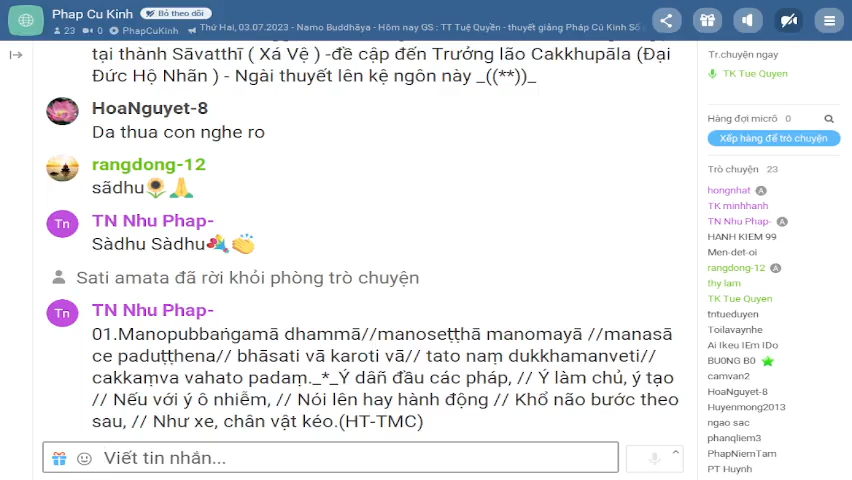 Phap Cu Kinh
Bỏ theo dõi
23
0
PhapCuKinh
Thứ Hai, 03.07.2023 - Namo Buddhāya - Hôm nay GS : TT Tuệ Quyền - thuyết giảng Pháp Cú Kinh Số
tại thành Sāvatthī ( Xá Vệ ) -đề cập đến Trưởng lão Cakkhupāla (Đại
Đức Hộ Nhãn ) - Ngài thuyết lên kệ ngôn này _((**))_
HoaNguyet-8
Da thua con nghe ro
rangdong-12
sãdhu🌻🙏
Tn
TN Nhu Phap-
Sàdhu Sàdhu💐👏
Sati amata đã rời khỏi phòng trò chuyện
Tn
TN Nhu Phap-
01.Manopubbaṅgamā dhammā//manoseṭṭhā manomayā //manasā
ce paduṭṭhena// bhāsati vā karoti vā// tato naṃ dukkhamanveti//
cakkaṃva vahato padaṃ._*_Ý dẫn đầu các pháp, // Ý làm chủ, ý tạo
// Nếu với ý ô nhiễm, // Nói lên hay hành động // Khổ não bước theo
sau, // Như xe, chân vật kéo.(HT-TMC)
Viết tin nhắn...
Tr.chuyện ngay
TK Tue Quyen
Hàng đợi micrô 0
Xếp hàng để trò chuyện
Trò chuyện 23
hongnhat A
TK minhhanh
TN Nhu Phap- A
HANH KIEM 99
Men-det-oi
rangdong-12 A
thy lam
TK Tue Quyen
tntueduyen
Toilavaynhe
Ai lkeu lEm lDo
BU0NG B0
camvan2
HoaNguyet-8
Huyenmong2013
ngao sac
phanqliem3
PhapNiemTam
PT Huynh